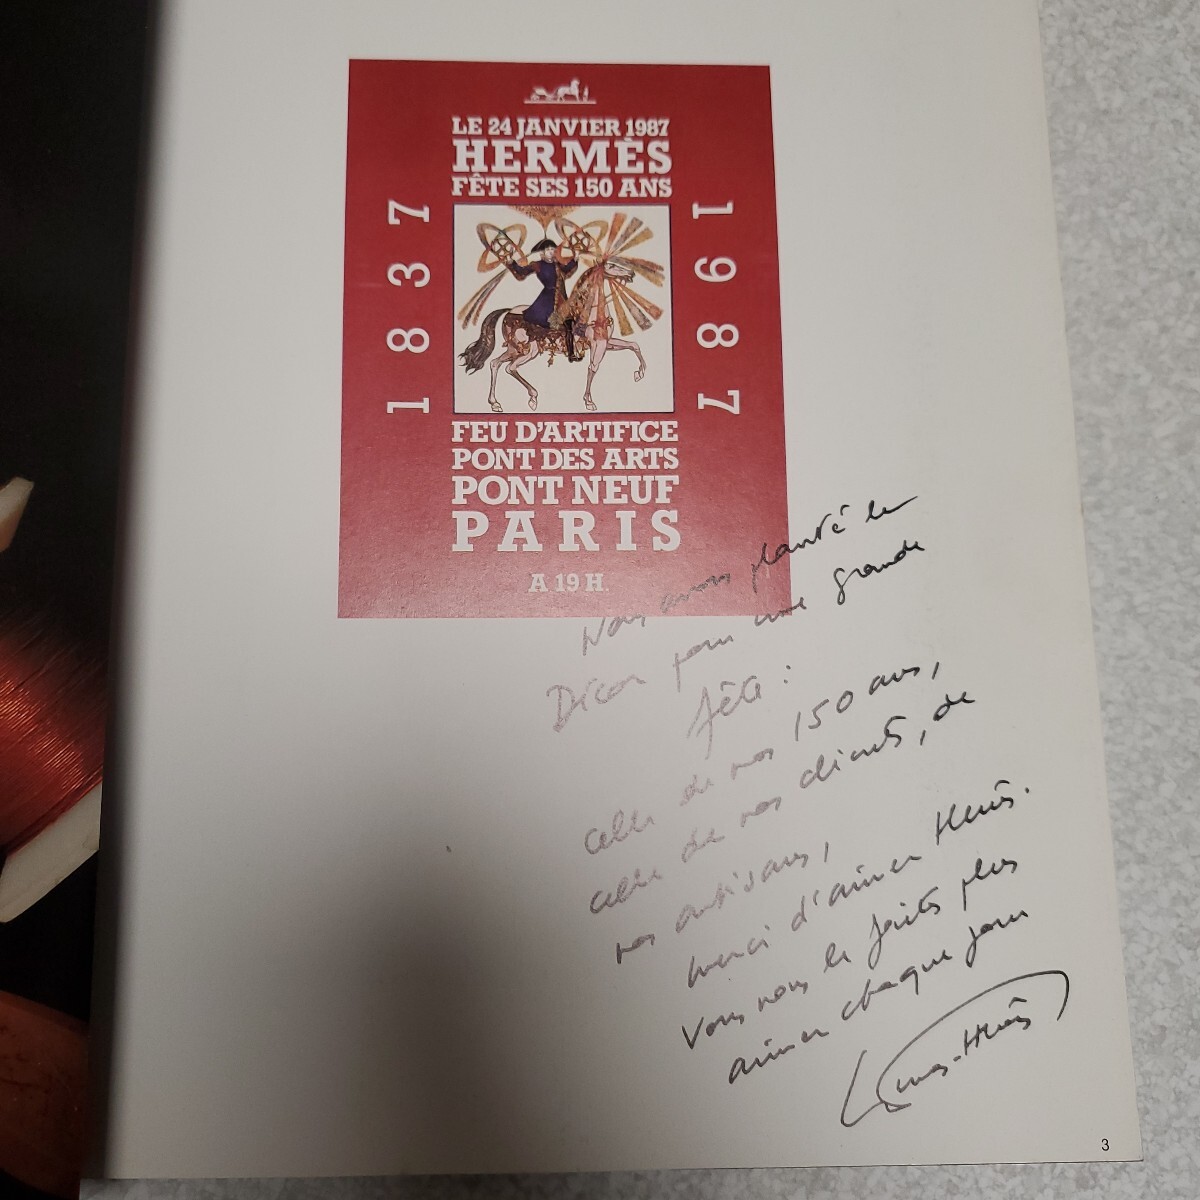 LE 24 JANVIER 1987
HERMÈS
FÊTE SES 150 ANS
1837
1987
FEU D'ARTIFICE
PONT DES ARTS
PONT NEUF
PARIS
A 19 H.
Nous avons planté le
Décor pour une grande
fête :
celle de nos 150 ans,
celle de nos clients, de
nos artisans,
merci d'aimer Hermès.
Vous nous le faites plus
aimer chaque jour
Dumas-Hermès
3